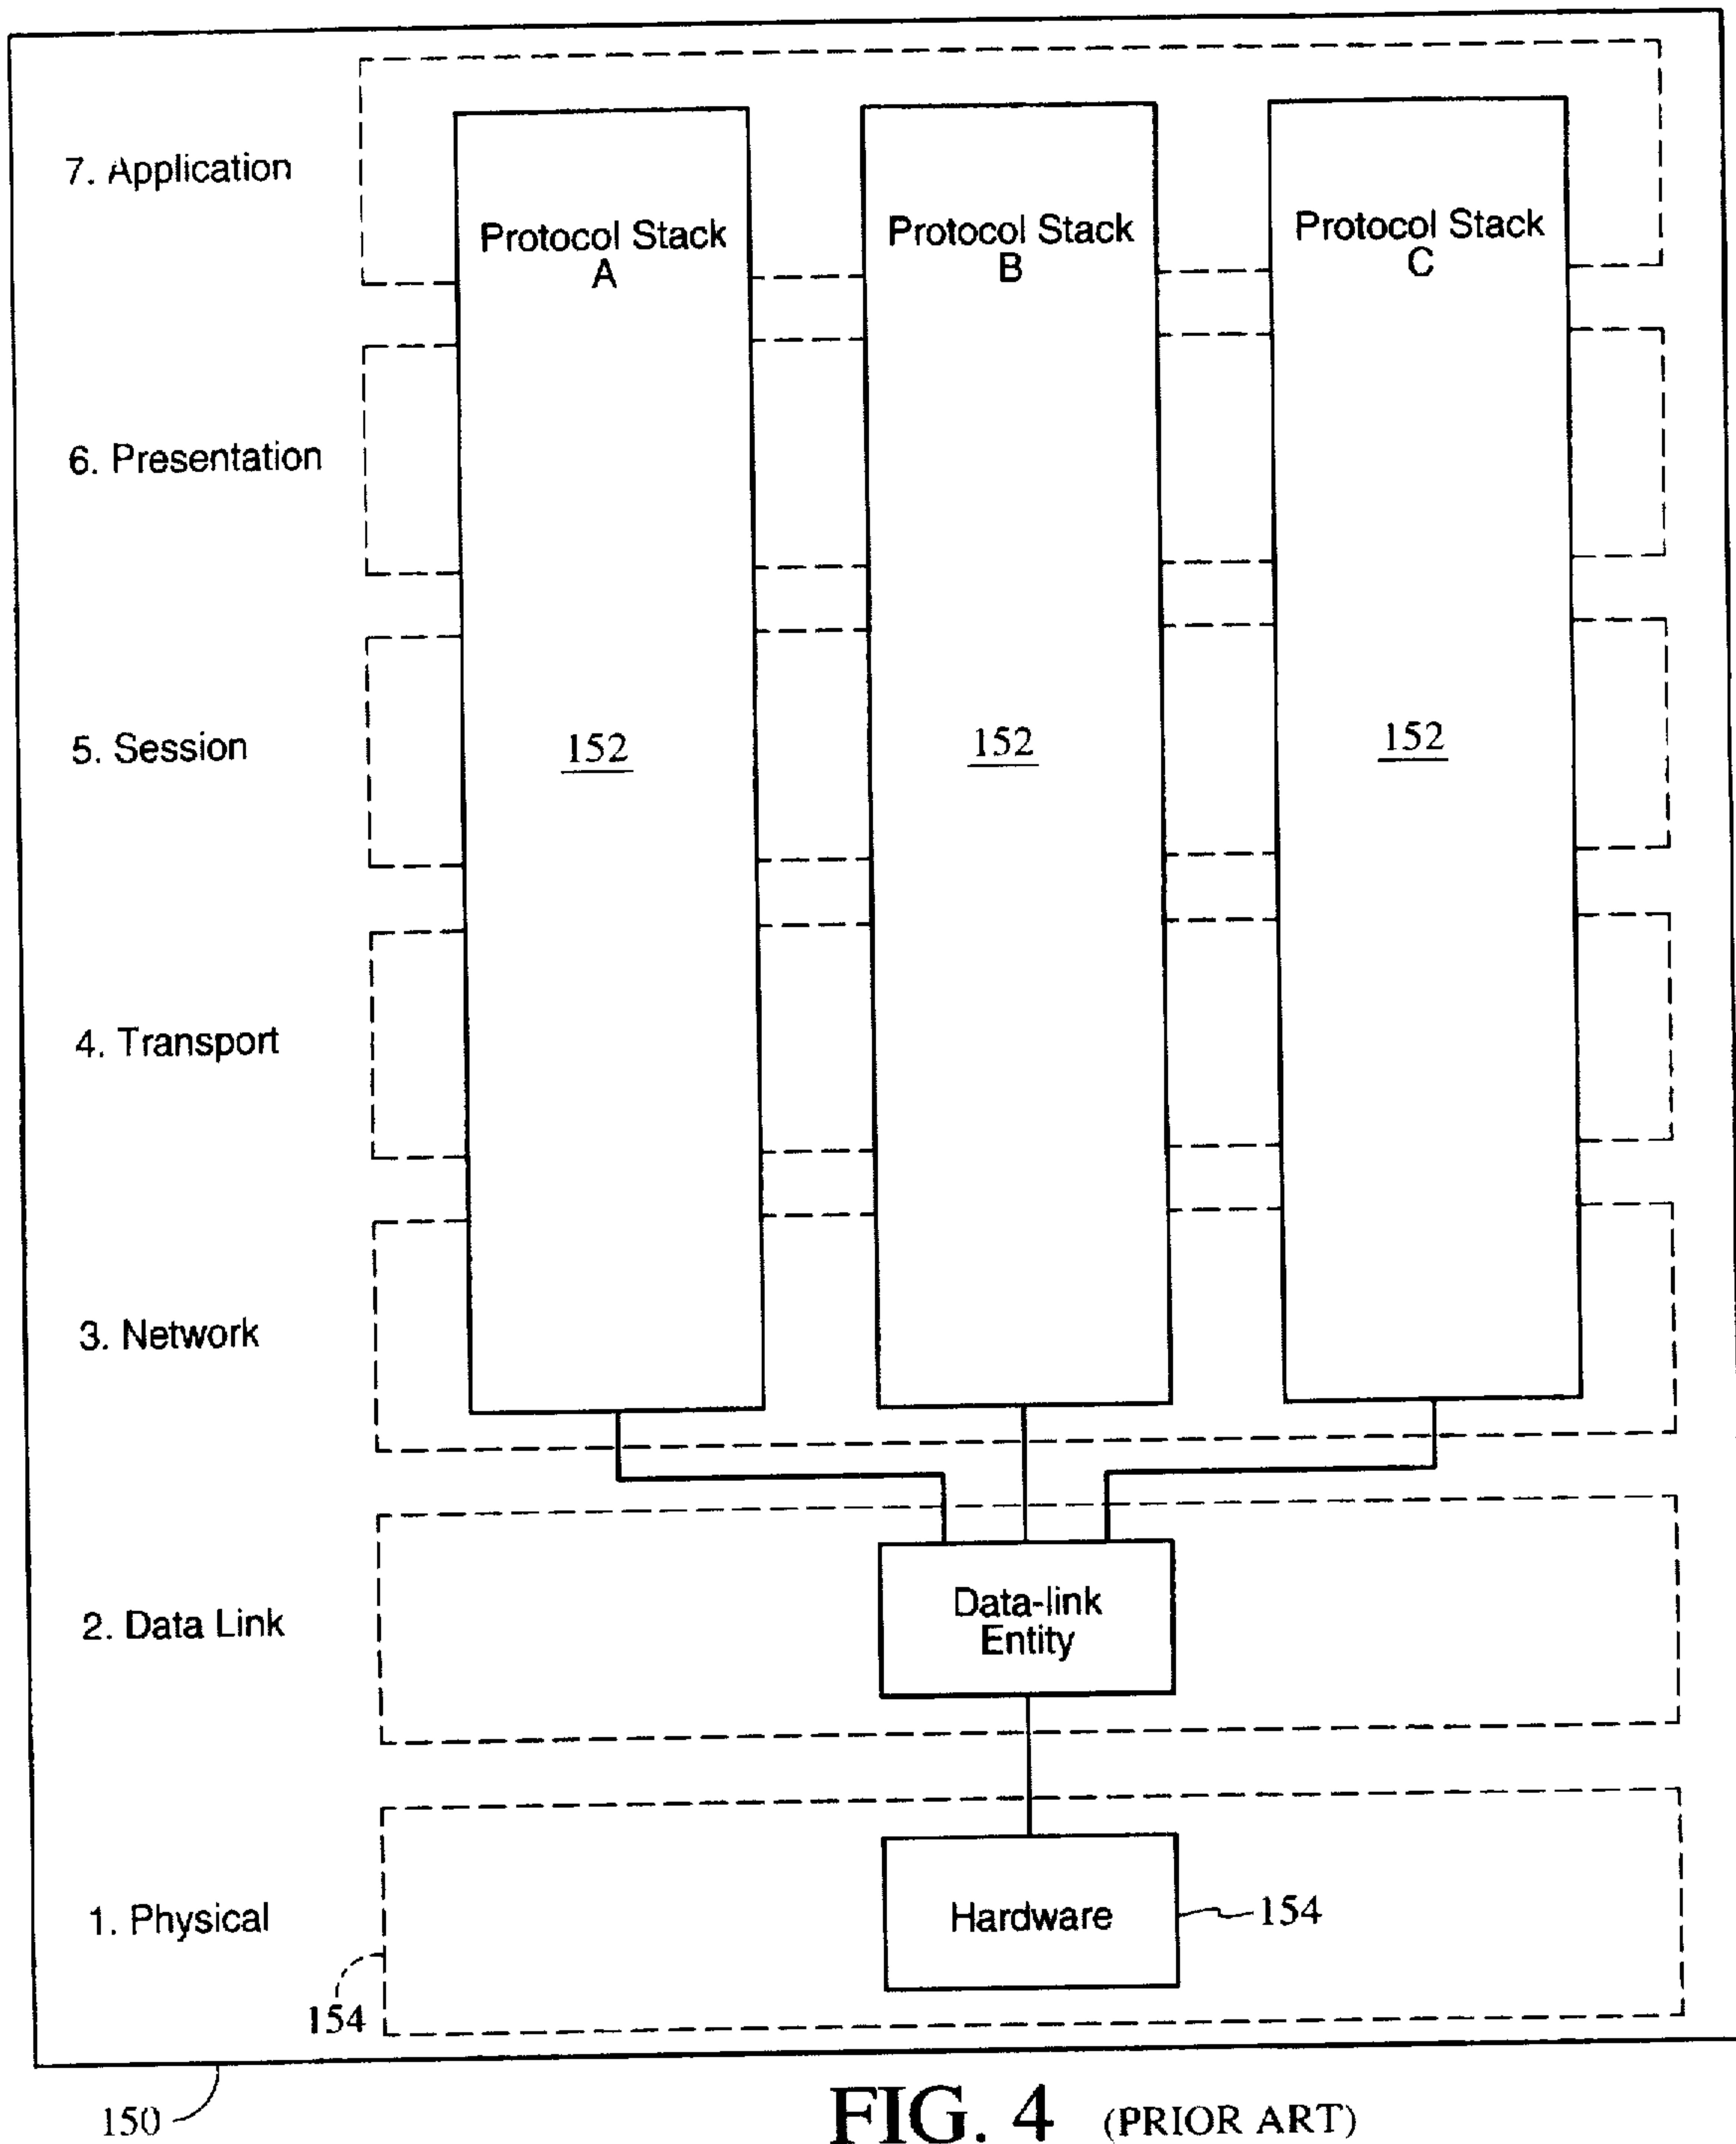 7. Application
Protocol Stack
A
Protocol Stack
B
Protocol Stack
C
6. Presentation
5. Session
152
152
152
4. Transport
3. Network
2. Data Link
Data-link
Entity
1. Physical
Hardware
154
154
150
FIG. 4 (PRIOR ART)